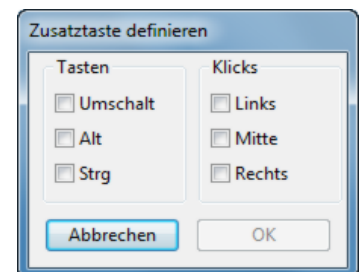 Zusatztaste definieren
Tasten
Klicks
Umschalt
Links
Alt
Mitte
Strg
Rechts
Abbrechen
OK